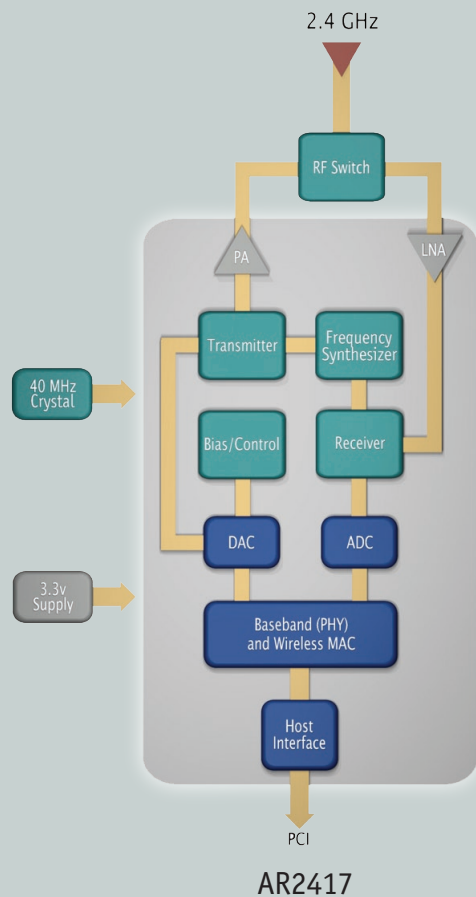 2.4 GHz
RF Switch
PA
LNA
Transmitter
Frequency
Synthesizer
40 MHz
Crystal
Bias/Control
Receiver
DAC
ADC
3.3v
Supply
Baseband (PHY)
and Wireless MAC
Host
Interface
PCI
AR2417